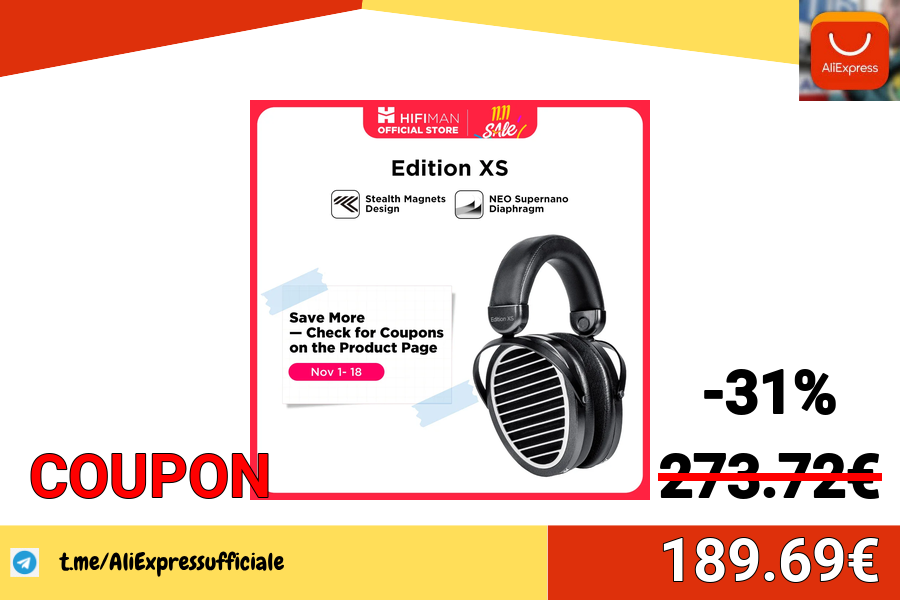 AliExpress
HIFIMAN
OFFICIAL STORE
11.11
SALE
Edition XS
Stealth Magnets
Design
NEO Supernano
Diaphragm
Edition XS
Save More
— Check for Coupons
on the Product Page
Nov 1- 18
-31%
COUPON
273.72€
t.me/AliExpressufficiale
189.69€